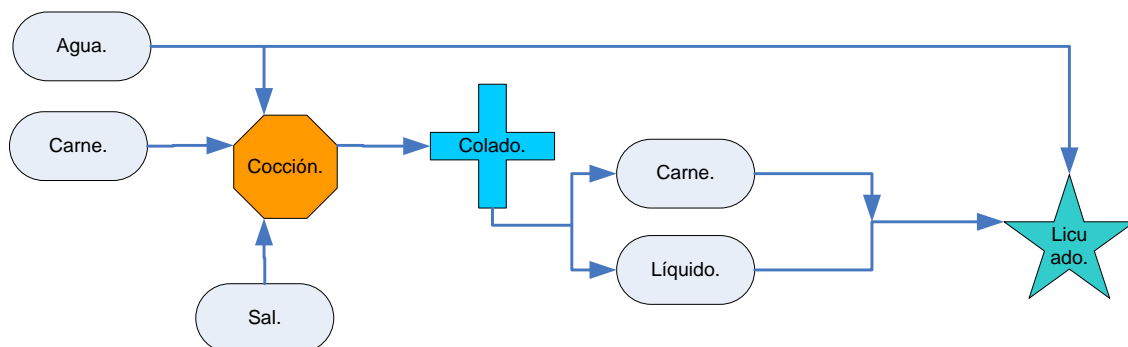 Agua.
Carne.
Cocción.
Colado.
Carne.
Líquido.
Licu
ado.
Sal.